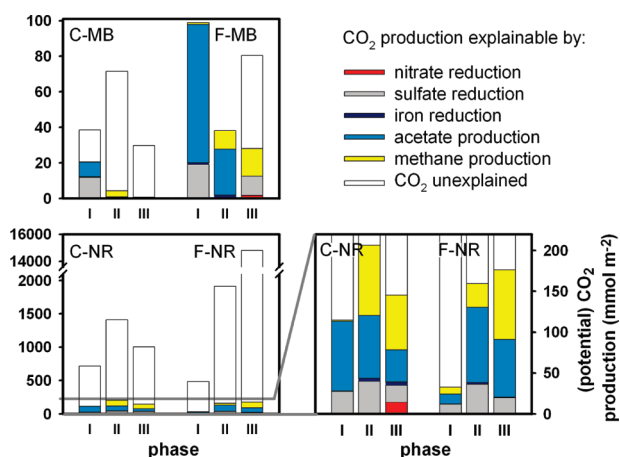 100
80
60
40
20
0
C-MB
F-MB
I II III I II III
CO2 production explainable by:
nitrate reduction
sulfate reduction
iron reduction
acetate production
methane production
CO2 unexplained
16000
14000
2000
1500
1000
500
0
C-NR
F-NR
I II III I II III
phase
C-NR
F-NR
200
150
100
50
0
I II III I II III
phase
(potential) CO2
production (mmol m-2)